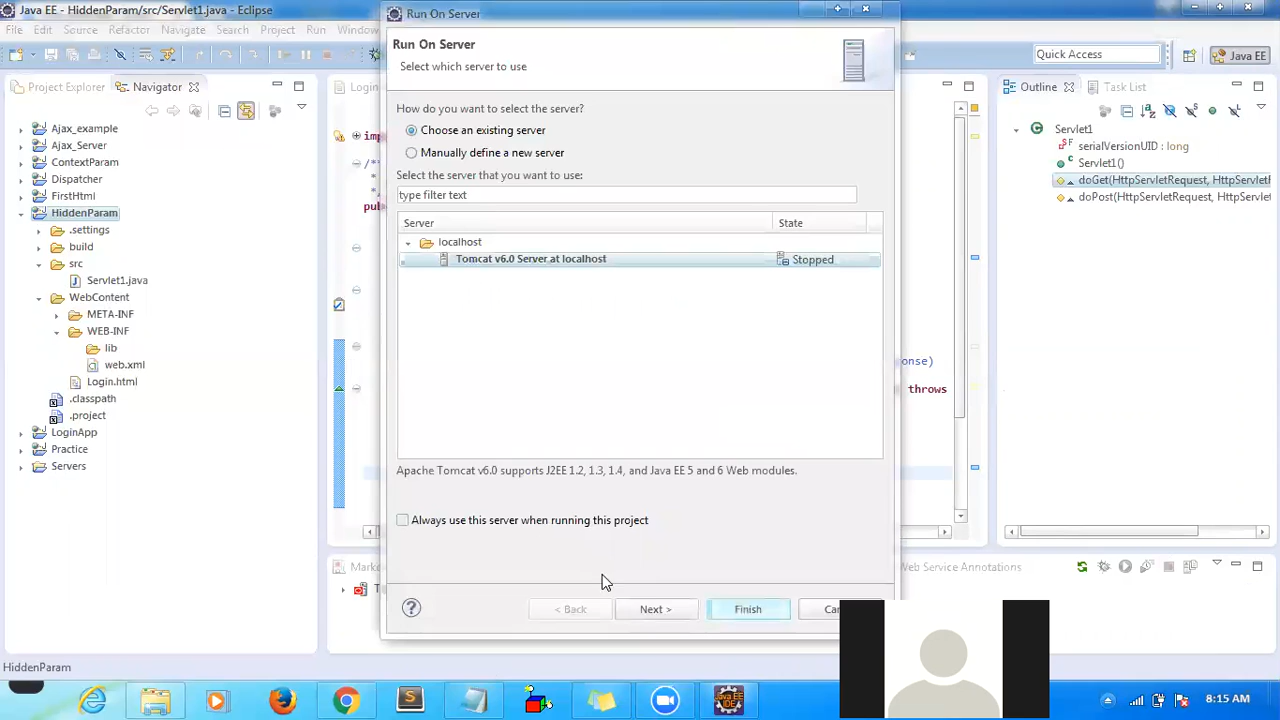 Java EE - HiddenParam/src/Servlet1.java - Eclipse
Run On Server
File Edit Source Refactor Navigate Search Project Run Window
Run On Server
Select which server to use
Quick Access
Java EE
Project Explorer
Navigator
Outline
Task List
How do you want to select the server?
Choose an existing server
Manually define a new server
Select the server that you want to use:
type filter text
Server
State
localhost
Tomcat v6.0 Server at localhost
Stopped
Apache Tomcat v6.0 supports J2EE 1.2, 1.3, 1.4, and Java EE 5 and 6 Web modules.
Always use this server when running this project
< Back
Next >
Finish
Ajax_example
Ajax_Server
ContextParam
Dispatcher
FirstHtml
HiddenParam
.settings
build
src
Servlet1.java
WebContent
META-INF
WEB-INF
lib
web.xml
Login.html
.classpath
.project
LoginApp
Practice
Servers
/**
throws
Servlet1
serialVersionUID : long
Servlet1()
doGet(HttpServletRequest, HttpServletR
doPost(HttpServletRequest, HttpServletR
Web Service Annotations
HiddenParam
8:15 AM